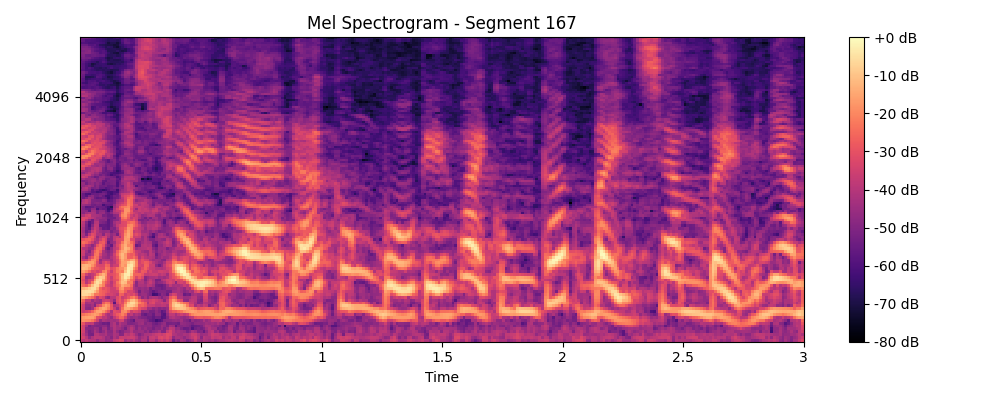 Mel Spectrogram - Segment 167
Frequency
4096
2048
1024
512
0
0
0.5
1
1.5
2
2.5
3
Time
+0 dB
-10 dB
-20 dB
-30 dB
-40 dB
-50 dB
-60 dB
-70 dB
-80 dB